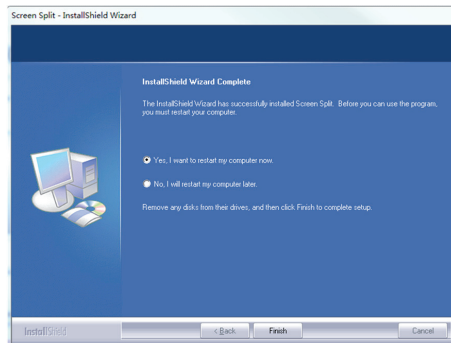 Screen Split - InstallShield Wizard
InstallShield Wizard Complete
The InstallShield Wizard has successfully installed Screen Split. Before you can use the program,
you must restart your computer.
Yes, I want to restart my computer now.
No, I will restart my computer later.
Remove any disks from their drives, and then click Finish to complete setup.
InstallShield
< Back
Finish
Cancel